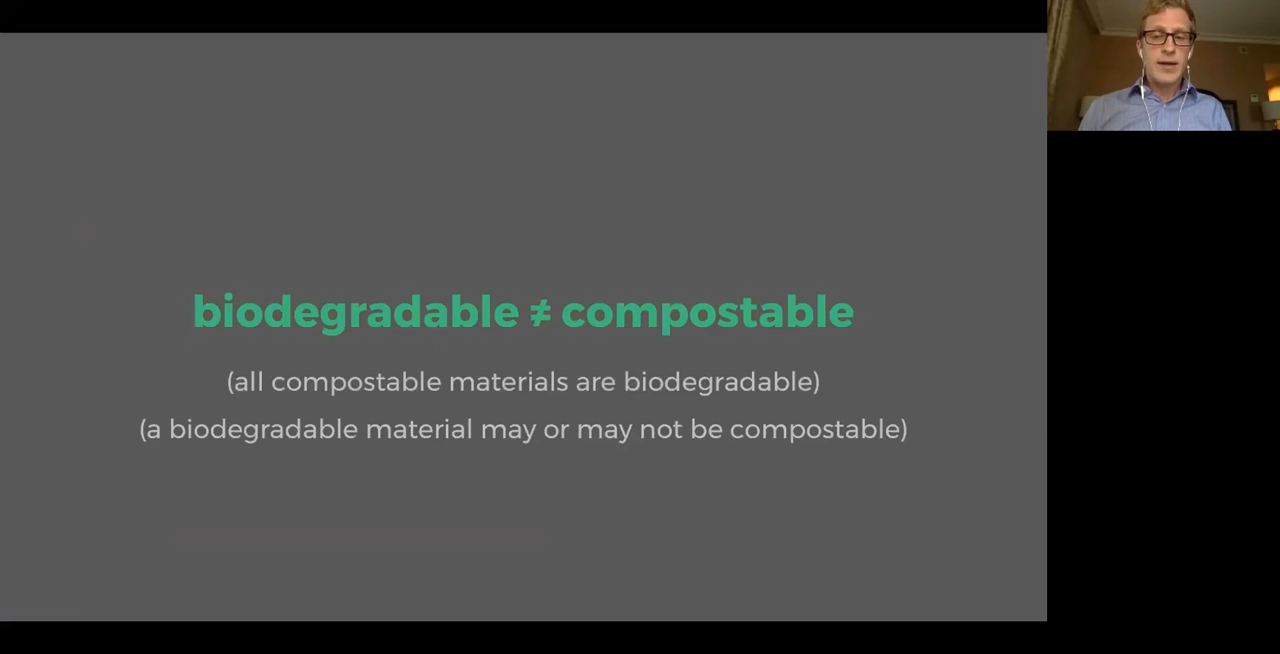 biodegradable ≠ compostable
(all compostable materials are biodegradable)
(a biodegradable material may or may not be compostable)